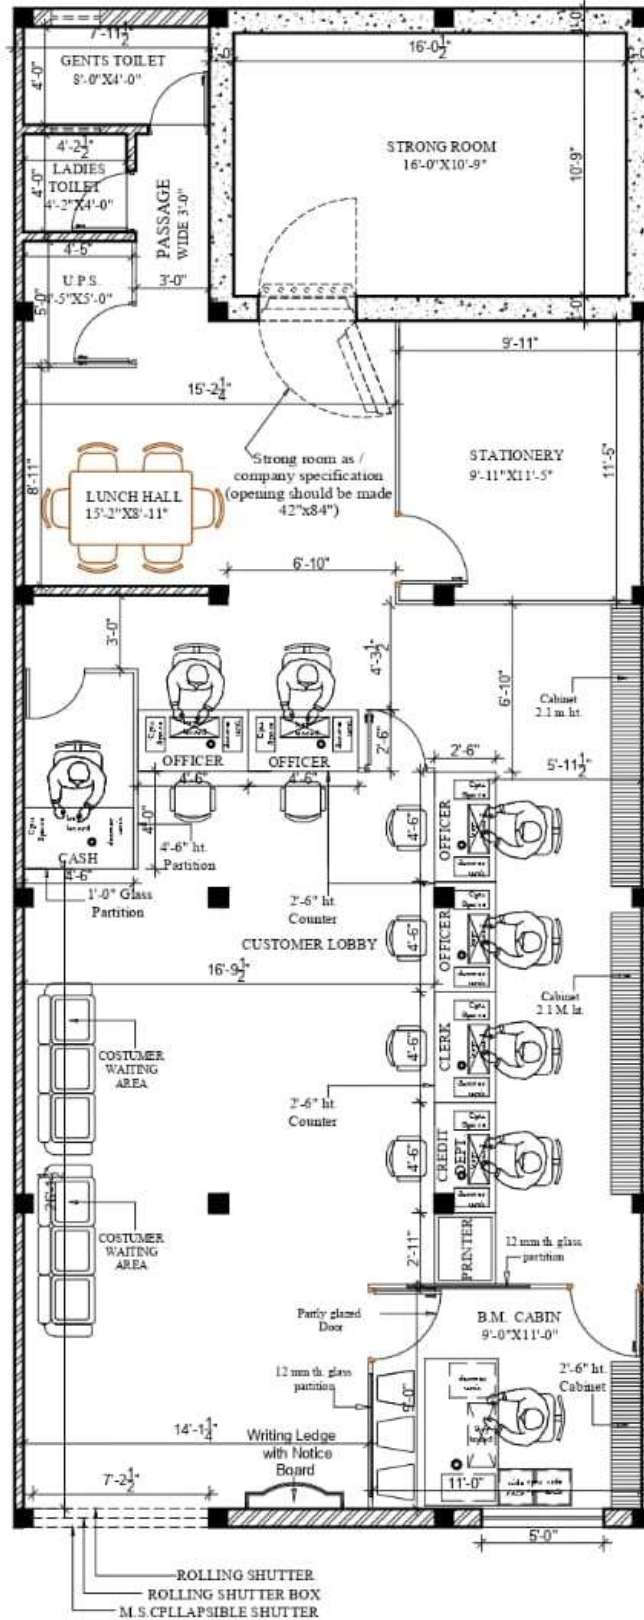 7'-11½"
16'-0½"
1'-0"
GENTS TOILET
8'-0"X4'-0"
4'-0"
STRONG ROOM
16'-0"X10'-9"
10'-9"
4'-2½"
LADIES
TOILET
4'-2"X4'-0"
4'-0"
PASSAGE
WIDE 3'-0"
4'-5"
3'-0"
U.P.S.
5'-0"
1'-0"
9'-11"
15'-2¼"
STATIONERY
9'-11"X11'-5"
11'-5"
Strong room as /
company specification
(opening should be made
42"x84")
8'-11"
LUNCH HALL
15'-2"X8'-11"
6'-10"
3'-0"
4'-3½"
6'-10"
Cabinet
2.1 m. ht.
OFFICER
OFFICER
2'-6"
2'-6"
5'-11½"
4'-6"
4'-6"
4'-0"
CASH
4'-6"
4'-6" ht.
Partition
1'-0" Glass
Partition
2'-6" ht.
Counter
4'-6"
OFFICER
4'-6"
OFFICER
CUSTOMER LOBBY
16'-9½"
Cabinet
2.1 M. ht.
COSTUMER
WAITING
AREA
4'-6"
CLERK
2'-6" ht.
Counter
4'-6"
CREDIT
DEPT
COSTUMER
WAITING
AREA
2'-11"
PRINTER
12 mm th. glass
partition
Partly glazed
Door
B.M. CABIN
9'-0"X11'-0"
12 mm th. glass
partition
9'-0"
2'-6" ht.
Cabinet
14'-1¼"
Writing Ledge
with Notice
Board
7'-2½"
11'-0"
5'-0"
ROLLING SHUTTER
ROLLING SHUTTER BOX
M.S.CPLLAPSIBLE SHUTTER